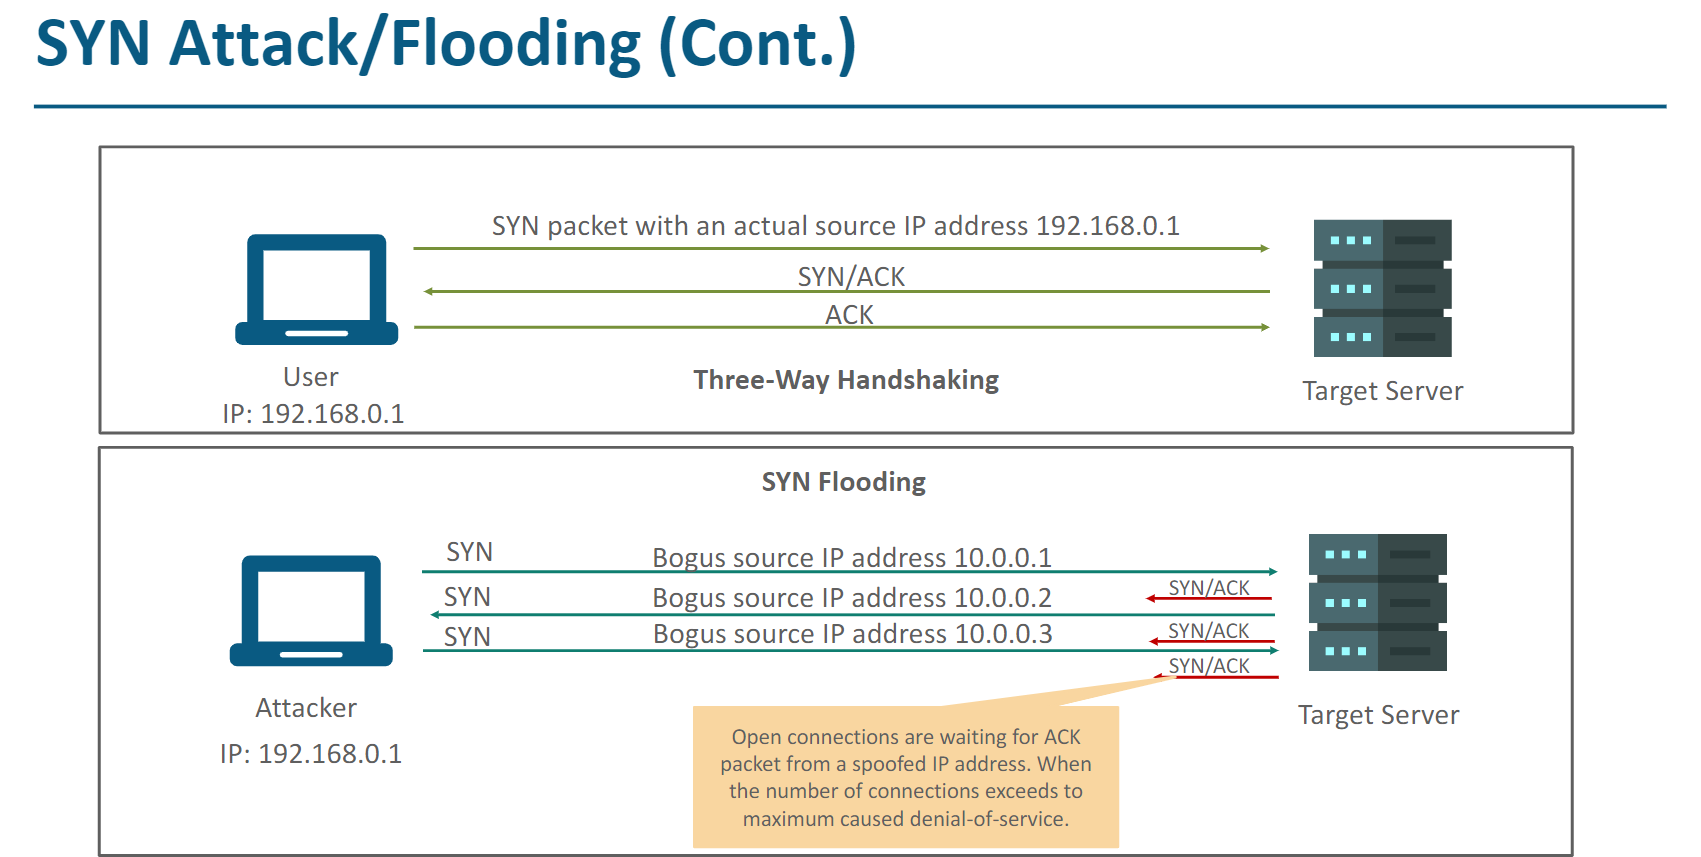 SYN Attack/Flooding (Cont.)
SYN packet with an actual source IP address 192.168.0.1
SYN/ACK
ACK
User
IP: 192.168.0.1
Three-Way Handshaking
Target Server
SYN Flooding
SYN
Bogus source IP address 10.0.0.1
SYN/ACK
SYN
Bogus source IP address 10.0.0.2
SYN/ACK
SYN
Bogus source IP address 10.0.0.3
SYN/ACK
Attacker
IP: 192.168.0.1
Target Server
Open connections are waiting for ACK
packet from a spoofed IP address. When
the number of connections exceeds to
maximum caused denial-of-service.